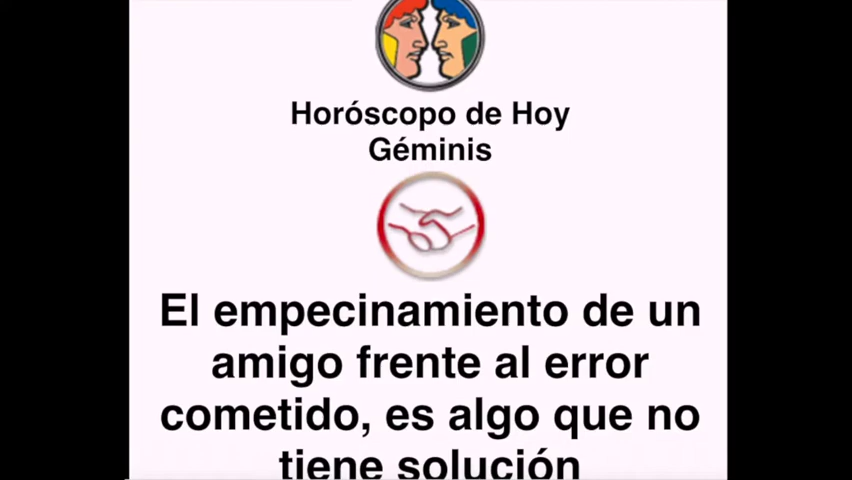 Horóscopo de Hoy
Géminis
El empecinamiento de un
amigo frente al error
cometido, es algo que no
tiene solución